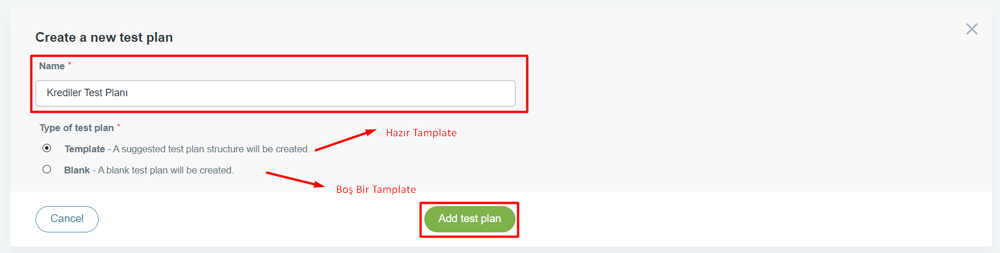 Create a new test plan
Name *
Krediler Test Planı
Type of test plan *
Hazır Tamplate
Template - A suggested test plan structure will be created.
Blank - A blank test plan will be created.
Boş Bir Tamplate
Cancel
Add test plan